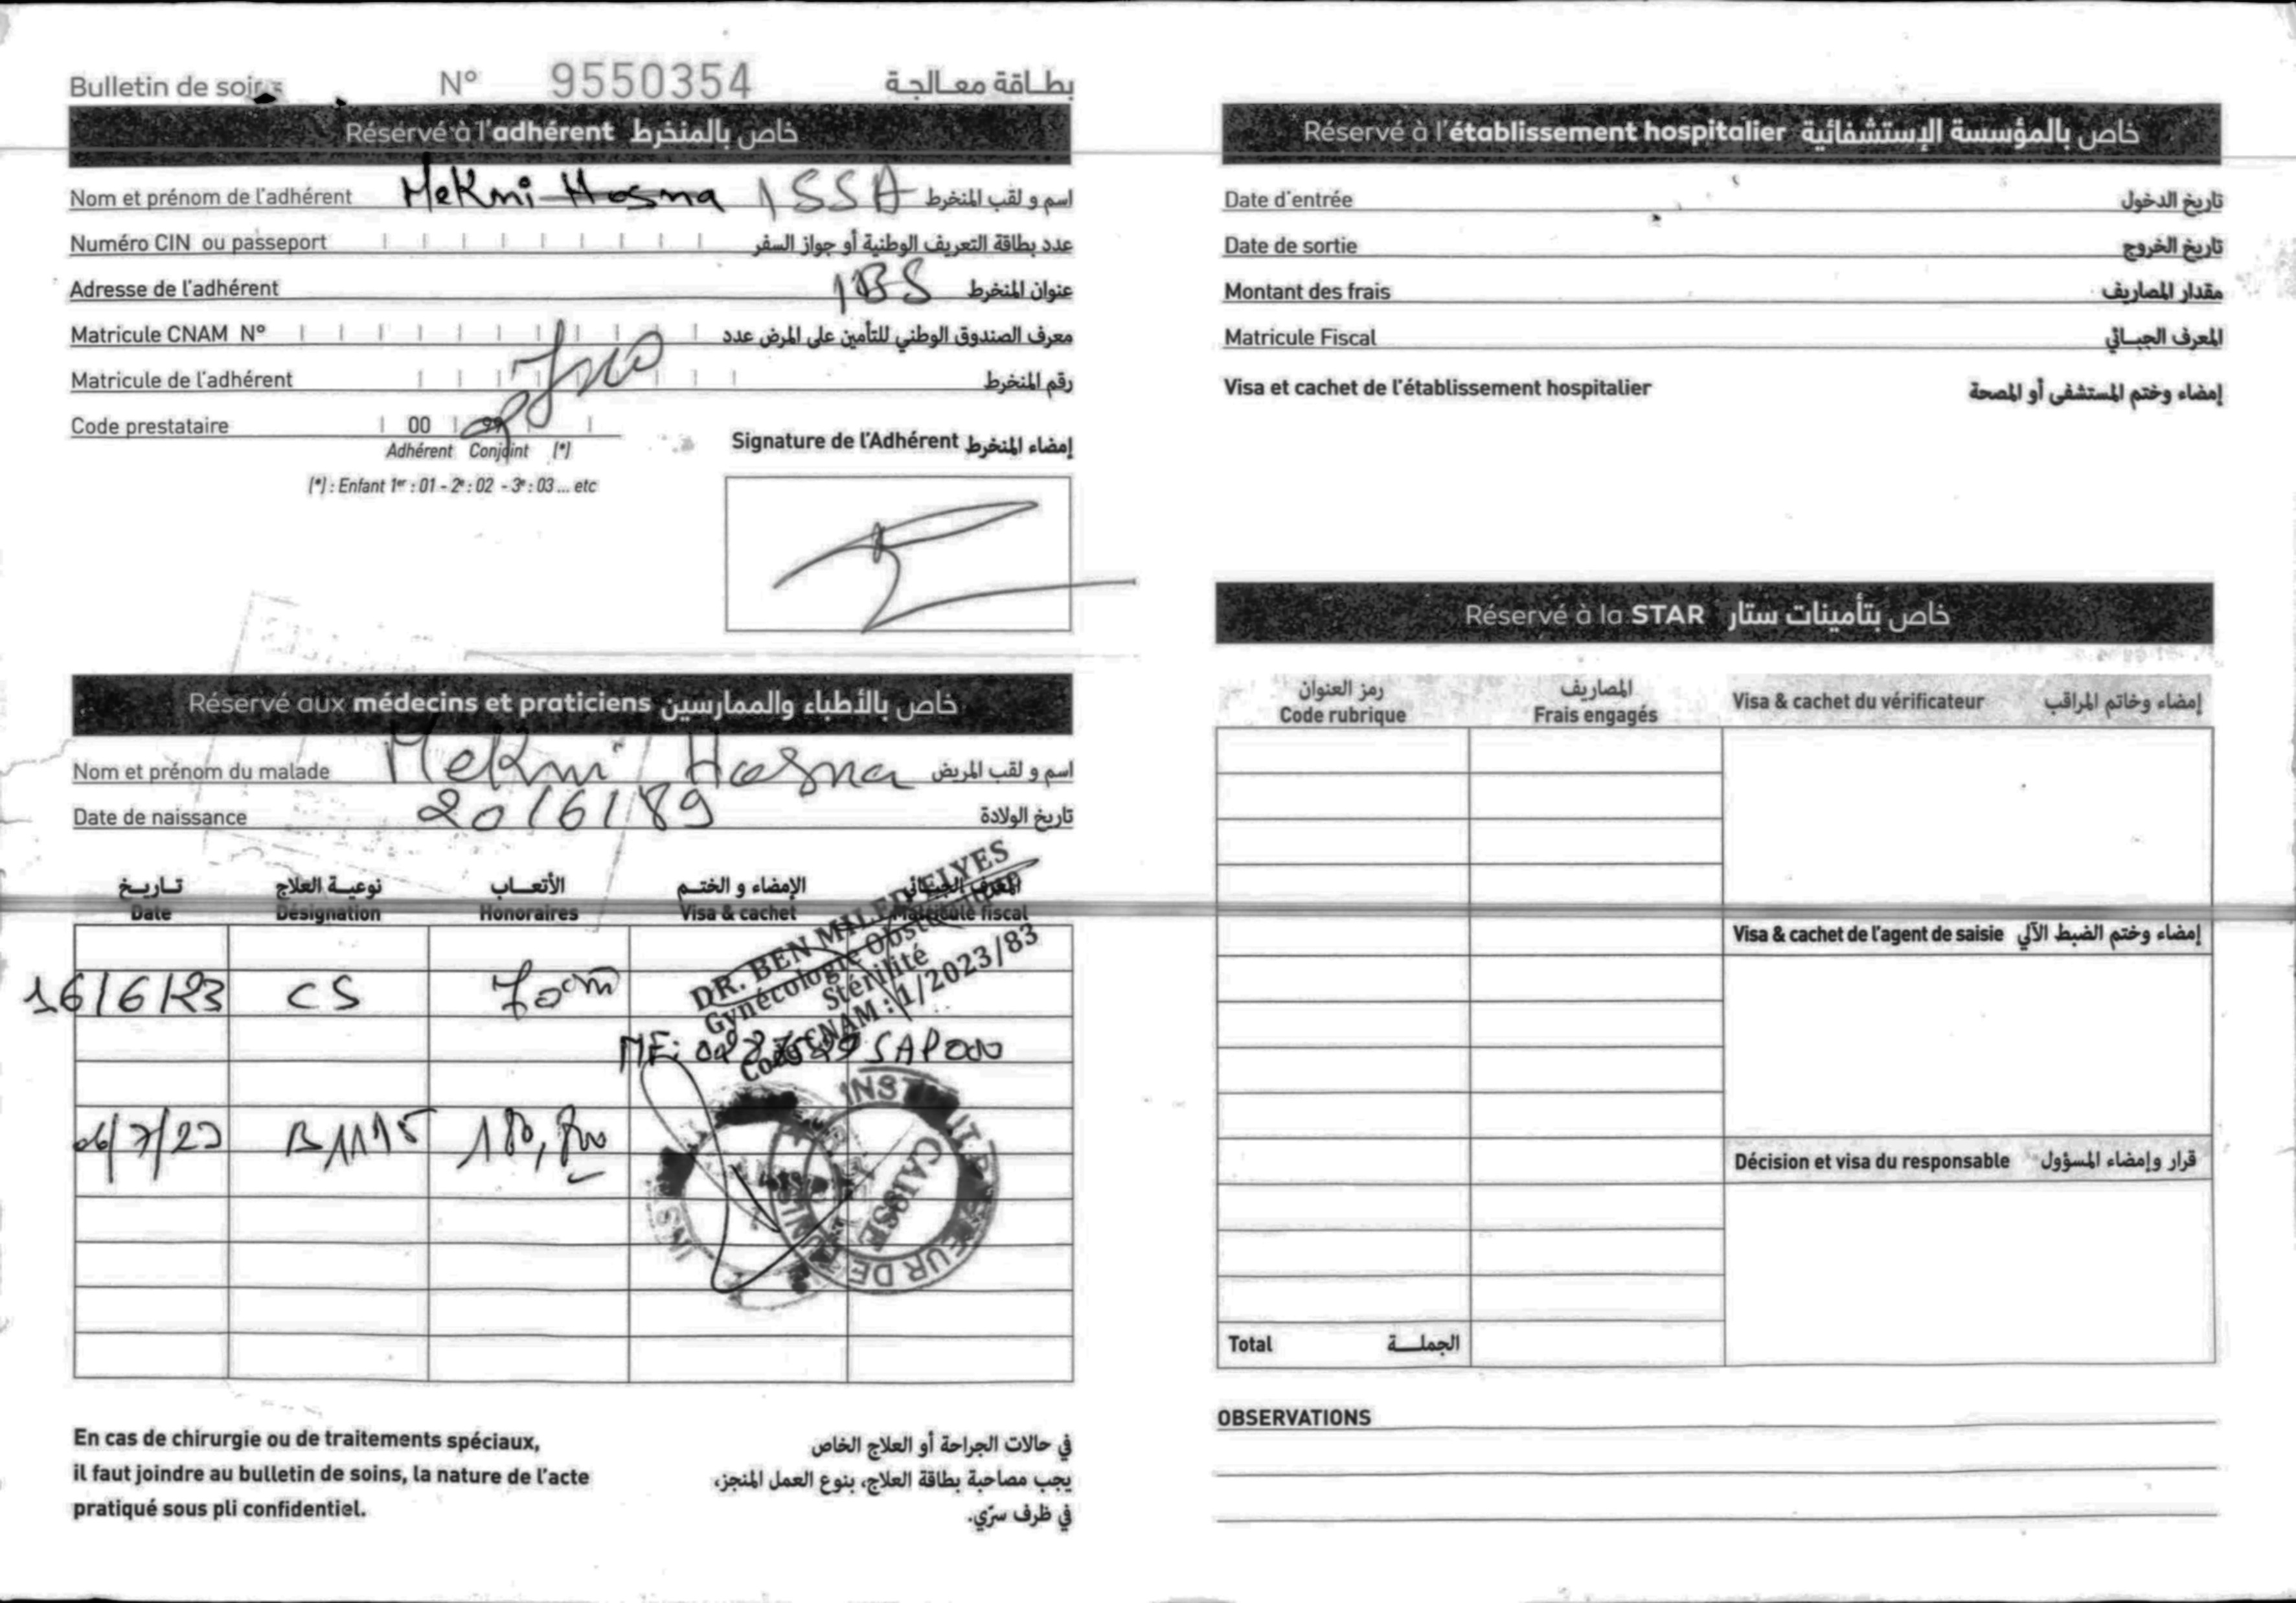 Bulletin de soins N° 9550354 بطاقة معالجة
Réservé à l'adhérent خاص بالمنخرط
Nom et prénom de l'adhérent Mekmi Hosna ISSA اسم و لقب المنخرط
Numéro CIN ou passeport عدد بطاقة التعريف الوطنية أو جواز السفر
Adresse de l'adhérent عنوان المنخرط
Matricule CNAM N° معرف الصندوق الوطني للتأمين على المرض عدد
Matricule de l'adhérent رقم المنخرط
Code prestataire 00 99
Adhérent Conjoint (*)
(*) : Enfant 1er : 01 - 2e : 02 - 3e : 03 ... etc
Signature de l'Adhérent إمضاء المنخرط
Réservé aux médecins et praticiens خاص بالأطباء والممارسين
Nom et prénom du malade Mekmi Hosna اسم و لقب المريض
Date de naissance 20/6/89 تاريخ الولادة
تاريخ نوعية العلاج الأتعاب الإمضاء و الختم المعرف الجبائي
Date Désignation Honoraires Visa & cachet Matricule fiscal
DR. BEN MILED ELYES
Gynécologie Obstétrique
Stérilité
Code CNAM : 1/2023/83
16/6/23 CS
06/7/23 B1115 180,800
INSTITUT PASTEUR DE TUNIS
CAISSE
En cas de chirurgie ou de traitements spéciaux,
il faut joindre au bulletin de soins, la nature de l'acte
pratiqué sous pli confidentiel.
في حالات الجراحة أو العلاج الخاص
يجب مصاحبة بطاقة العلاج، بنوع العمل المنجز،
في ظرف سرّي.
Réservé à l'établissement hospitalier خاص بالمؤسسة الإستشفائية
Date d'entrée تاريخ الدخول
Date de sortie تاريخ الخروج
Montant des frais مقدار المصاريف
Matricule Fiscal المعرف الجبائي
Visa et cachet de l'établissement hospitalier إمضاء وختم المستشفى أو المصحة
Réservé à la STAR خاص بتأمينات ستار
رمز العنوان المصاريف
Code rubrique Frais engagés Visa & cachet du vérificateur إمضاء وخاتم المراقب
Visa & cachet de l'agent de saisie إمضاء وختم الضبط الآلي
Décision et visa du responsable قرار وإمضاء المسؤول
Total الجملة
OBSERVATIONS